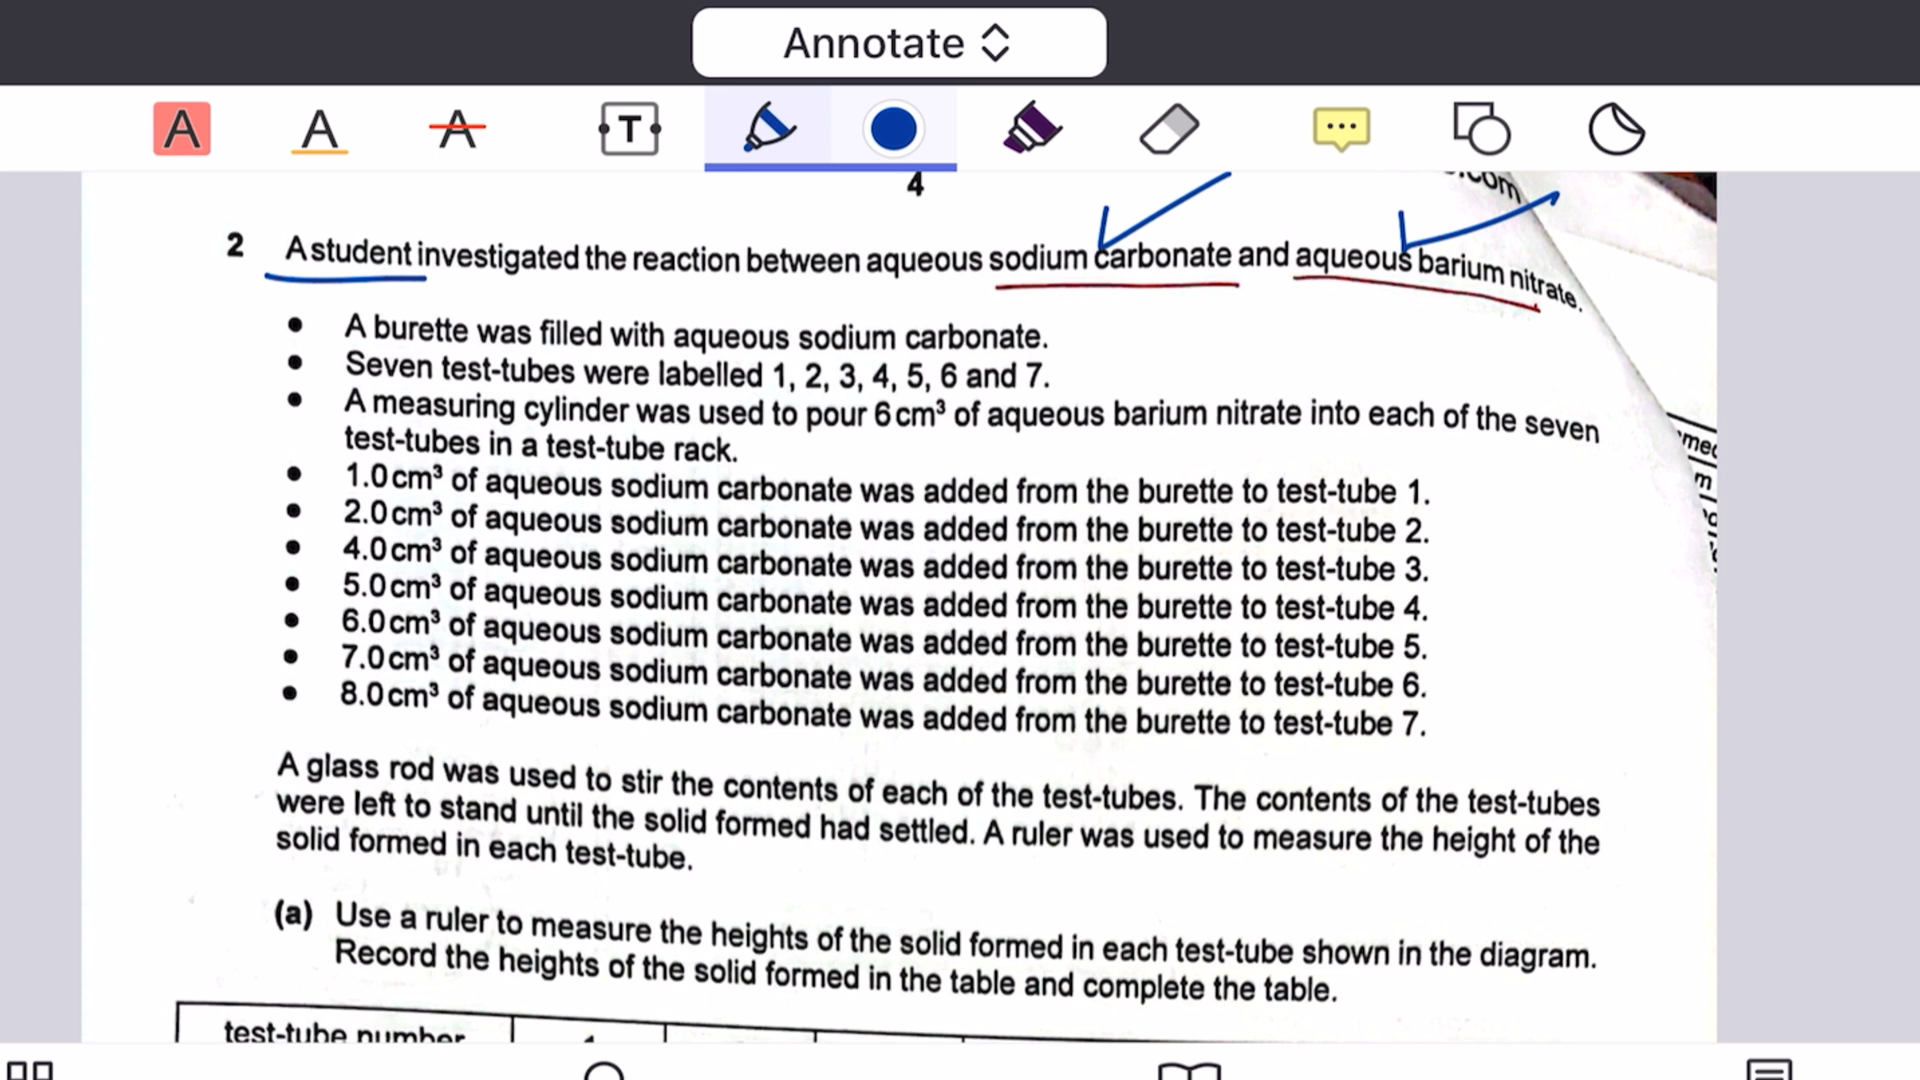 Annotate
A A A T
4
.com
2 A student investigated the reaction between aqueous sodium carbonate and aqueous barium nitrate.
• A burette was filled with aqueous sodium carbonate.
• Seven test-tubes were labelled 1, 2, 3, 4, 5, 6 and 7.
• A measuring cylinder was used to pour 6 cm³ of aqueous barium nitrate into each of the seven
test-tubes in a test-tube rack.
• 1.0 cm³ of aqueous sodium carbonate was added from the burette to test-tube 1.
• 2.0 cm³ of aqueous sodium carbonate was added from the burette to test-tube 2.
• 4.0 cm³ of aqueous sodium carbonate was added from the burette to test-tube 3.
• 5.0 cm³ of aqueous sodium carbonate was added from the burette to test-tube 4.
• 6.0 cm³ of aqueous sodium carbonate was added from the burette to test-tube 5.
• 7.0 cm³ of aqueous sodium carbonate was added from the burette to test-tube 6.
• 8.0 cm³ of aqueous sodium carbonate was added from the burette to test-tube 7.
A glass rod was used to stir the contents of each of the test-tubes. The contents of the test-tubes
were left to stand until the solid formed had settled. A ruler was used to measure the height of the
solid formed in each test-tube.
(a) Use a ruler to measure the heights of the solid formed in each test-tube shown in the diagram.
Record the heights of the solid formed in the table and complete the table.
test-tube number